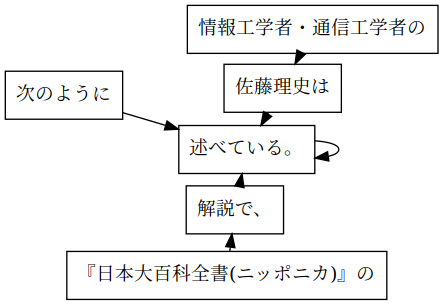 情報工学者・通信工学者の
佐藤理史は
次のように
述べている。
解説で、
『日本大百科全書(ニッポニカ)』の